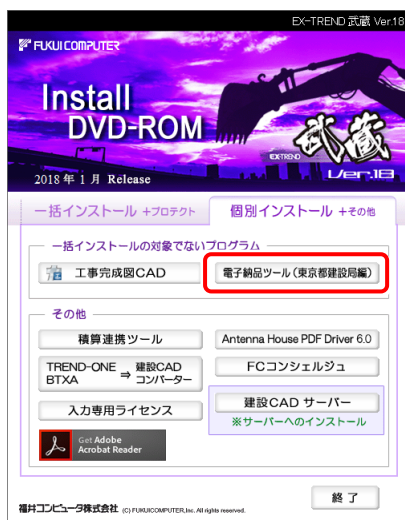 EX-TREND 武蔵 Ver.18
FUKUI COMPUTER
Install
DVD-ROM
武蔵
EXTREND
Ver.18
2018 年 1 月 Release
一括インストール +プロテクト
個別インストール +その他
一括インストールの対象でないプログラム
工事完成図CAD
電子納品ツール(東京都建設局編)
その他
積算連携ツール
Antenna House PDF Driver 6.0
TREND-ONE ⇒ 建設CAD
BTXA コンバーター
FCコンシェルジュ
入力専用ライセンス
建設CAD サーバー
※サーバーへのインストール
Get Adobe
Acrobat Reader
終 了
福井コンピュータ株式会社 (C) FUKUICOMPUTER,Inc. All rights reserved.